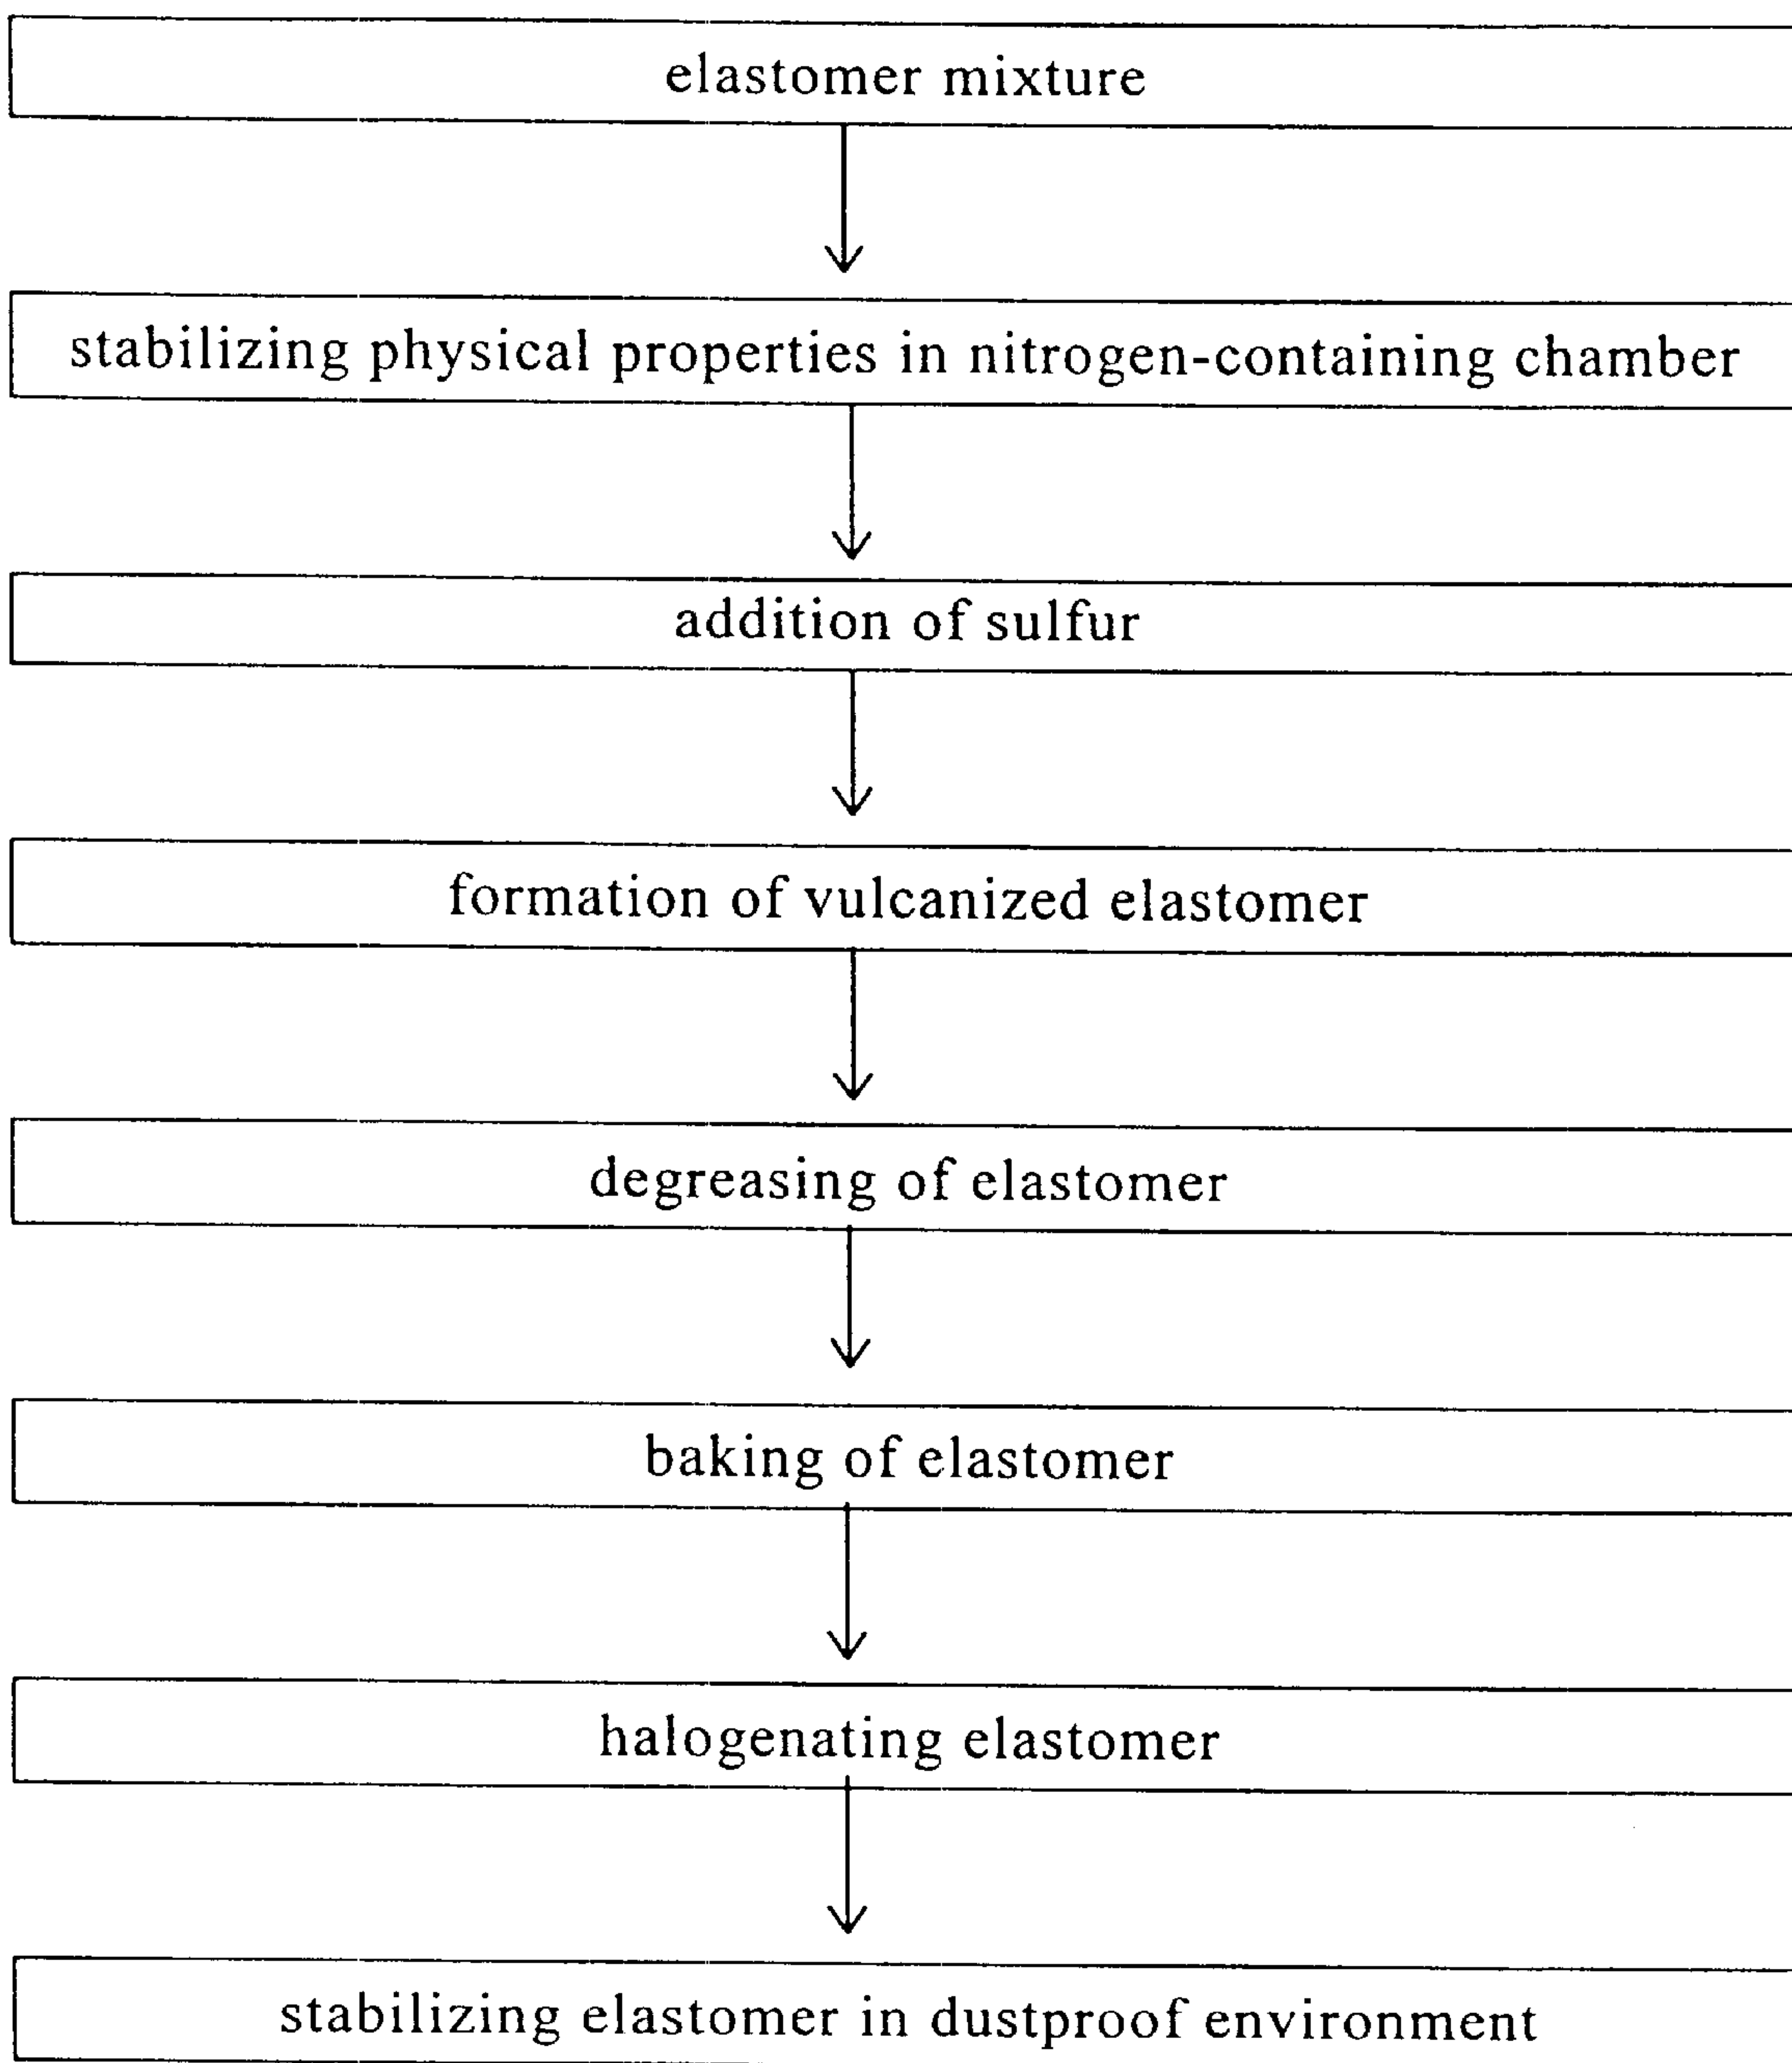 elastomer mixture
stabilizing physical properties in nitrogen-containing chamber
addition of sulfur
formation of vulcanized elastomer
degreasing of elastomer
baking of elastomer
halogenating elastomer
stabilizing elastomer in dustproof environment